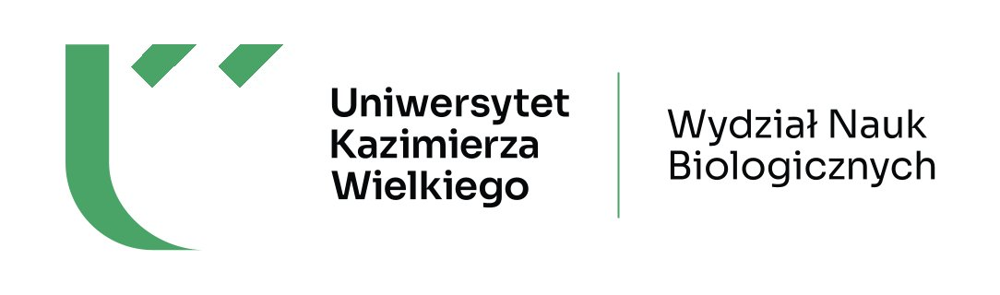 Uniwersytet
Kazimierza
Wielkiego
Wydział Nauk
Biologicznych